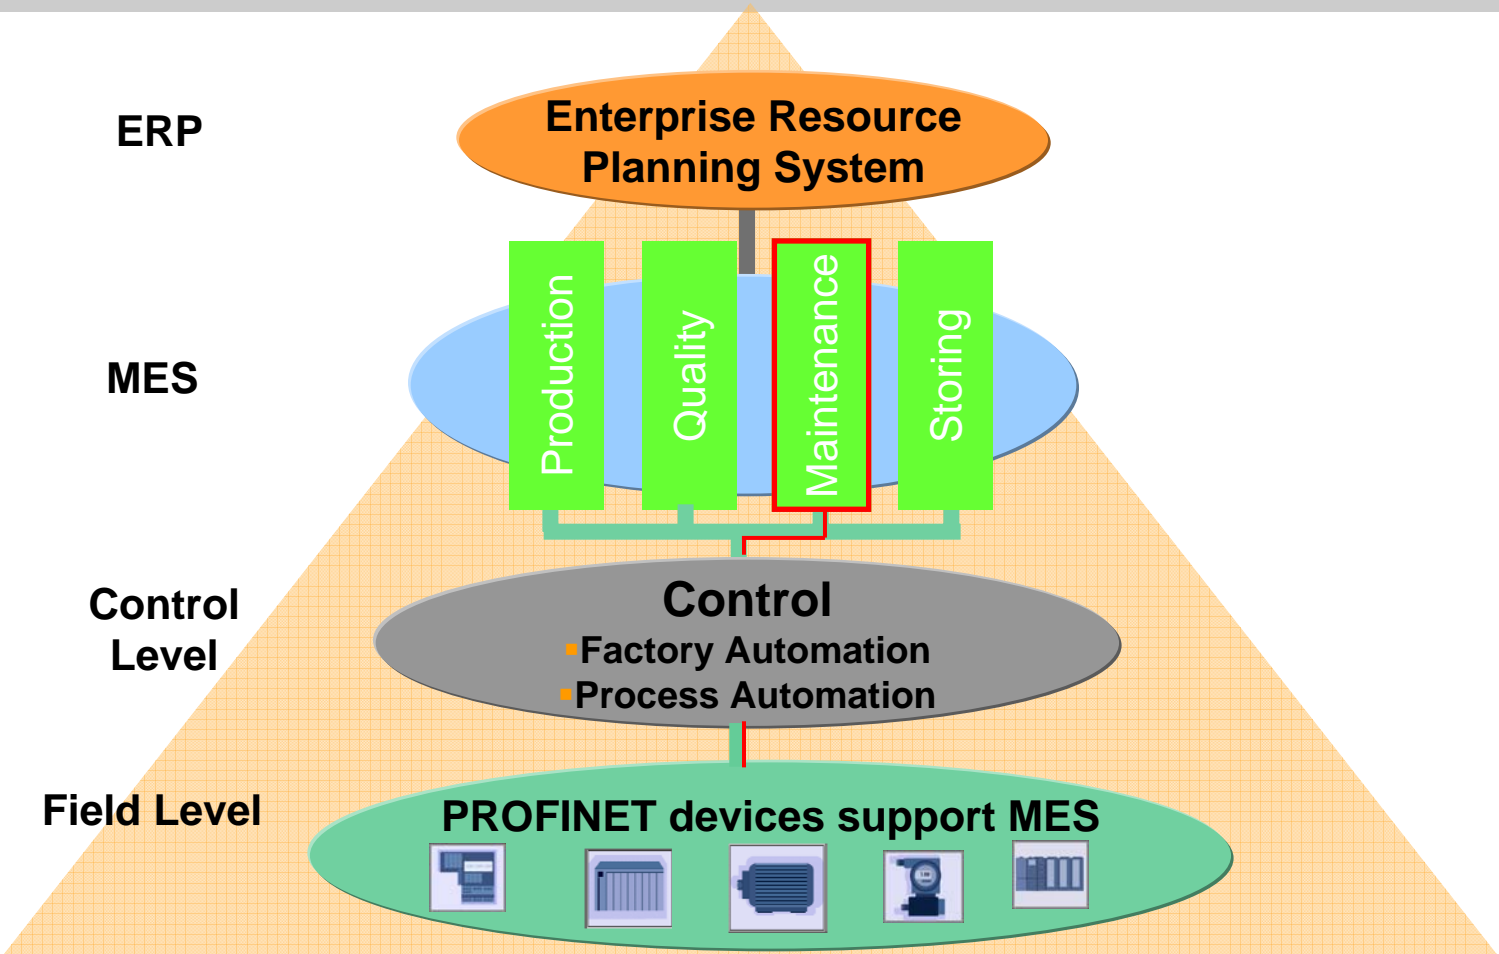 ERP
Enterprise Resource
Planning System
MES
Production
Quality
Maintenance
Storing
Control
Level
Control
▪Factory Automation
▪Process Automation
Field Level
PROFINET devices support MES